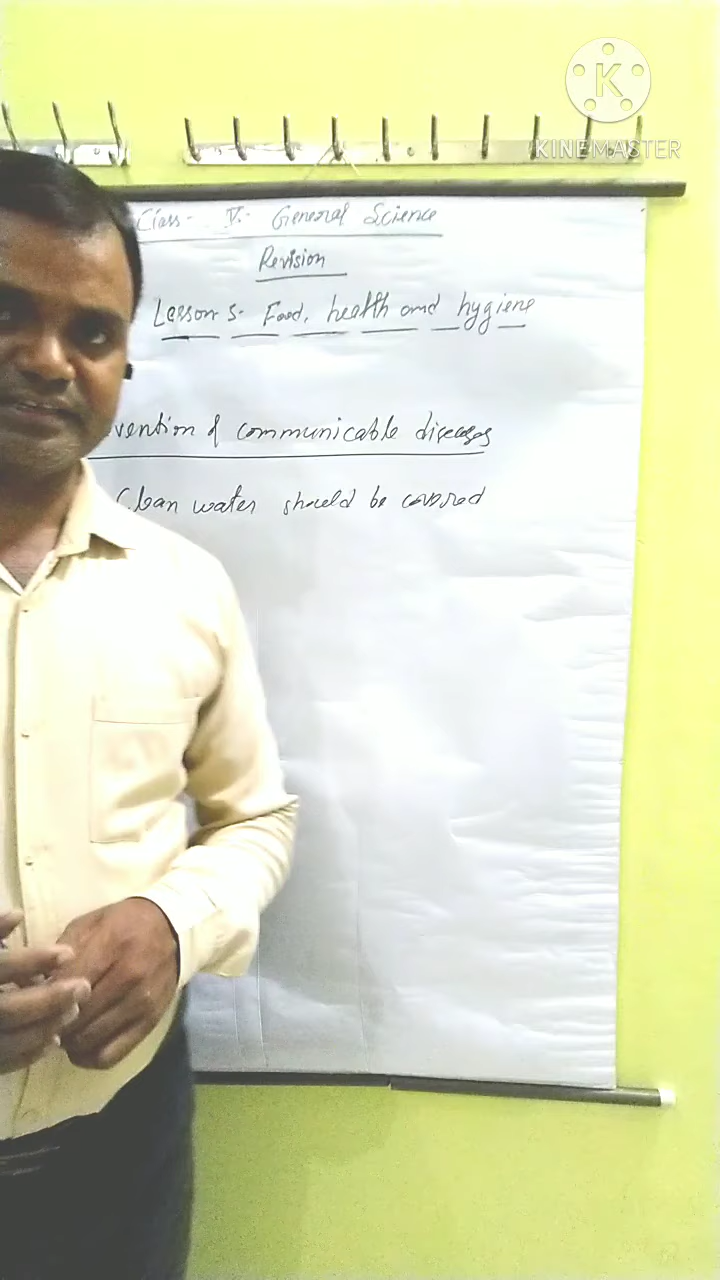 K
KINEMASTER
Class- V:- General Science
Revision
Lesson 5- Food, health and hygiene
vention of communicable diseases
Clean water should be covered